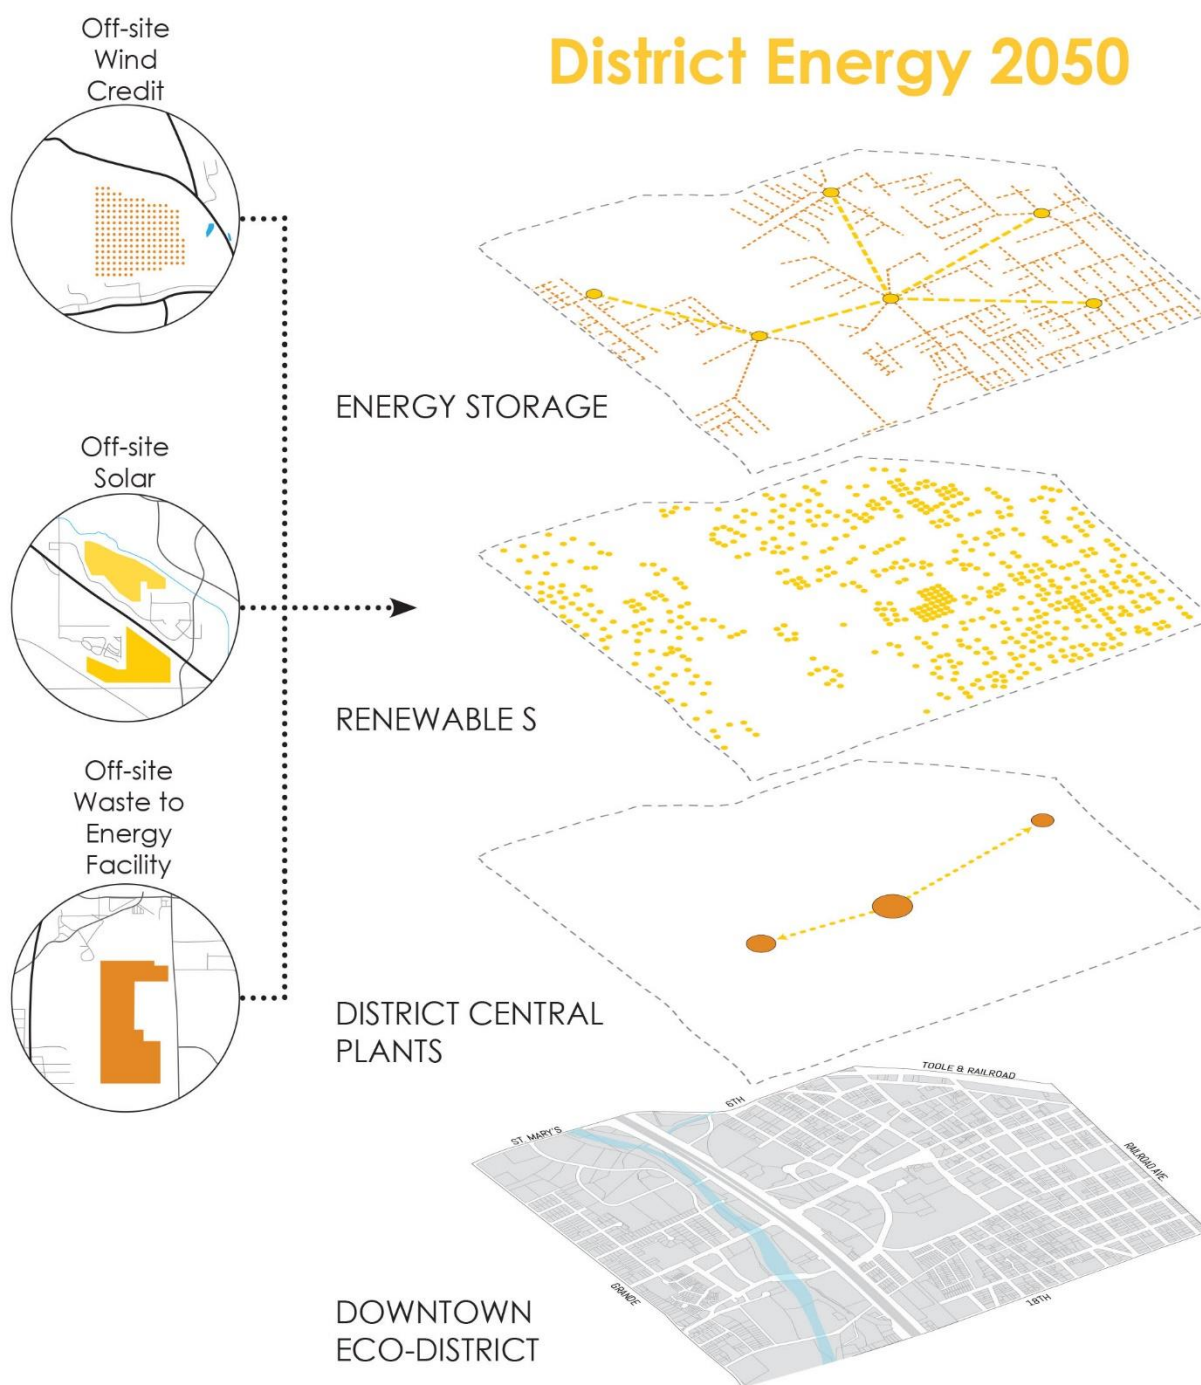 District Energy 2050
Off-site
Wind
Credit
ENERGY STORAGE
Off-site
Solar
RENEWABLE S
Off-site
Waste to
Energy
Facility
DISTRICT CENTRAL
PLANTS
TOOLE & RAILROAD
6TH
ST. MARY'S
RAILROAD AVE
GRANDE
18TH
DOWNTOWN
ECO-DISTRICT